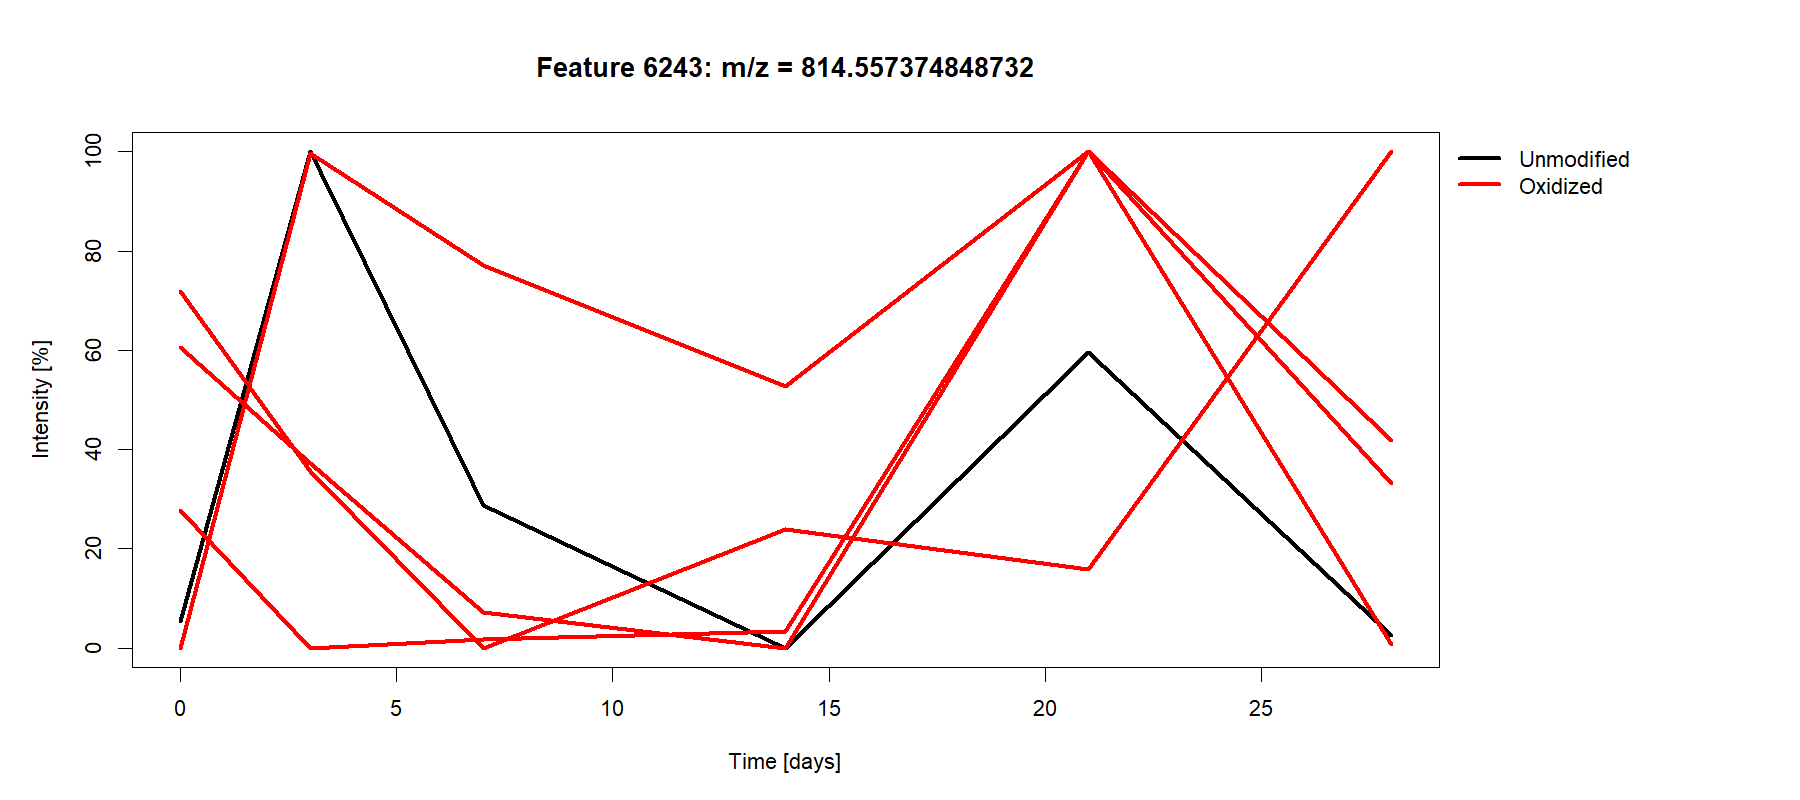 Feature 6243: m/z = 814.557374848732
Unmodified
Oxidized
Intensity [%]
100
80
60
40
20
0
0 5 10 15 20 25
Time [days]